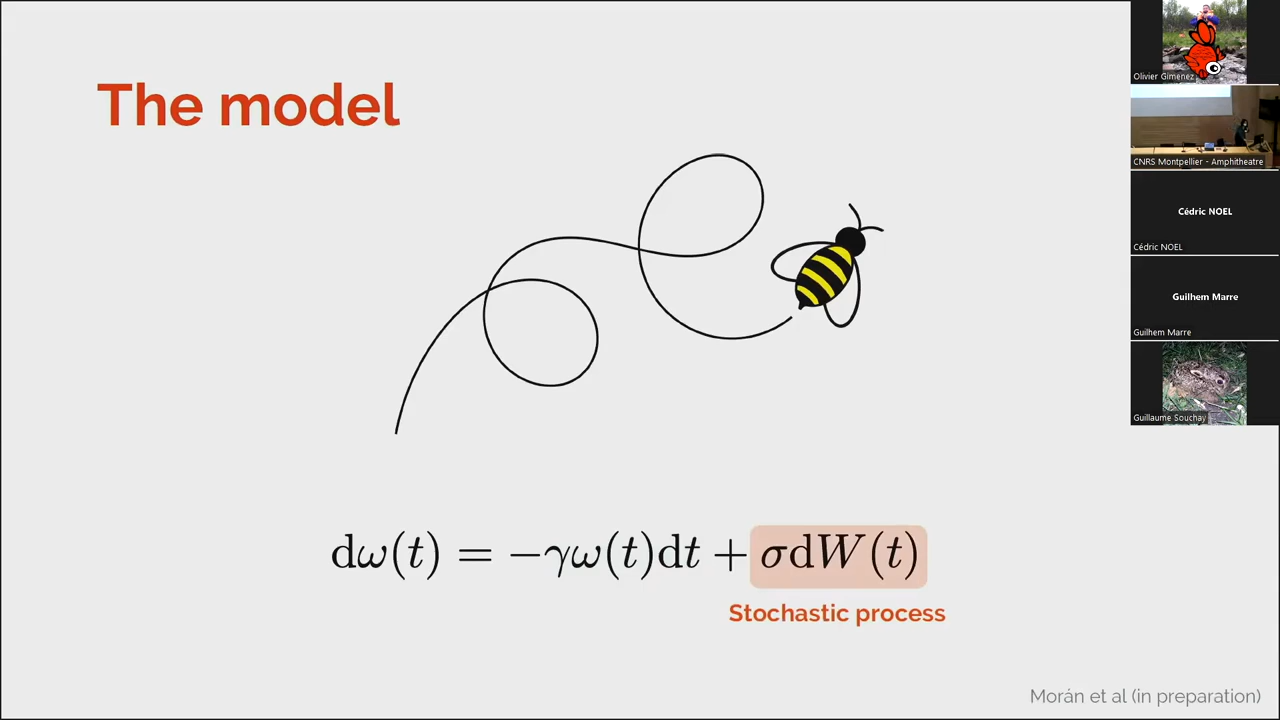 The model
dω(t) = −γω(t)dt + σdW(t)
Stochastic process
Morán et al (in preparation)
Olivier Gimenez
CNRS Montpellier - Amphitheatre
Cédric NOEL
Cédric NOEL
Guilhem Marre
Guilhem Marre
Guillaume Souchay